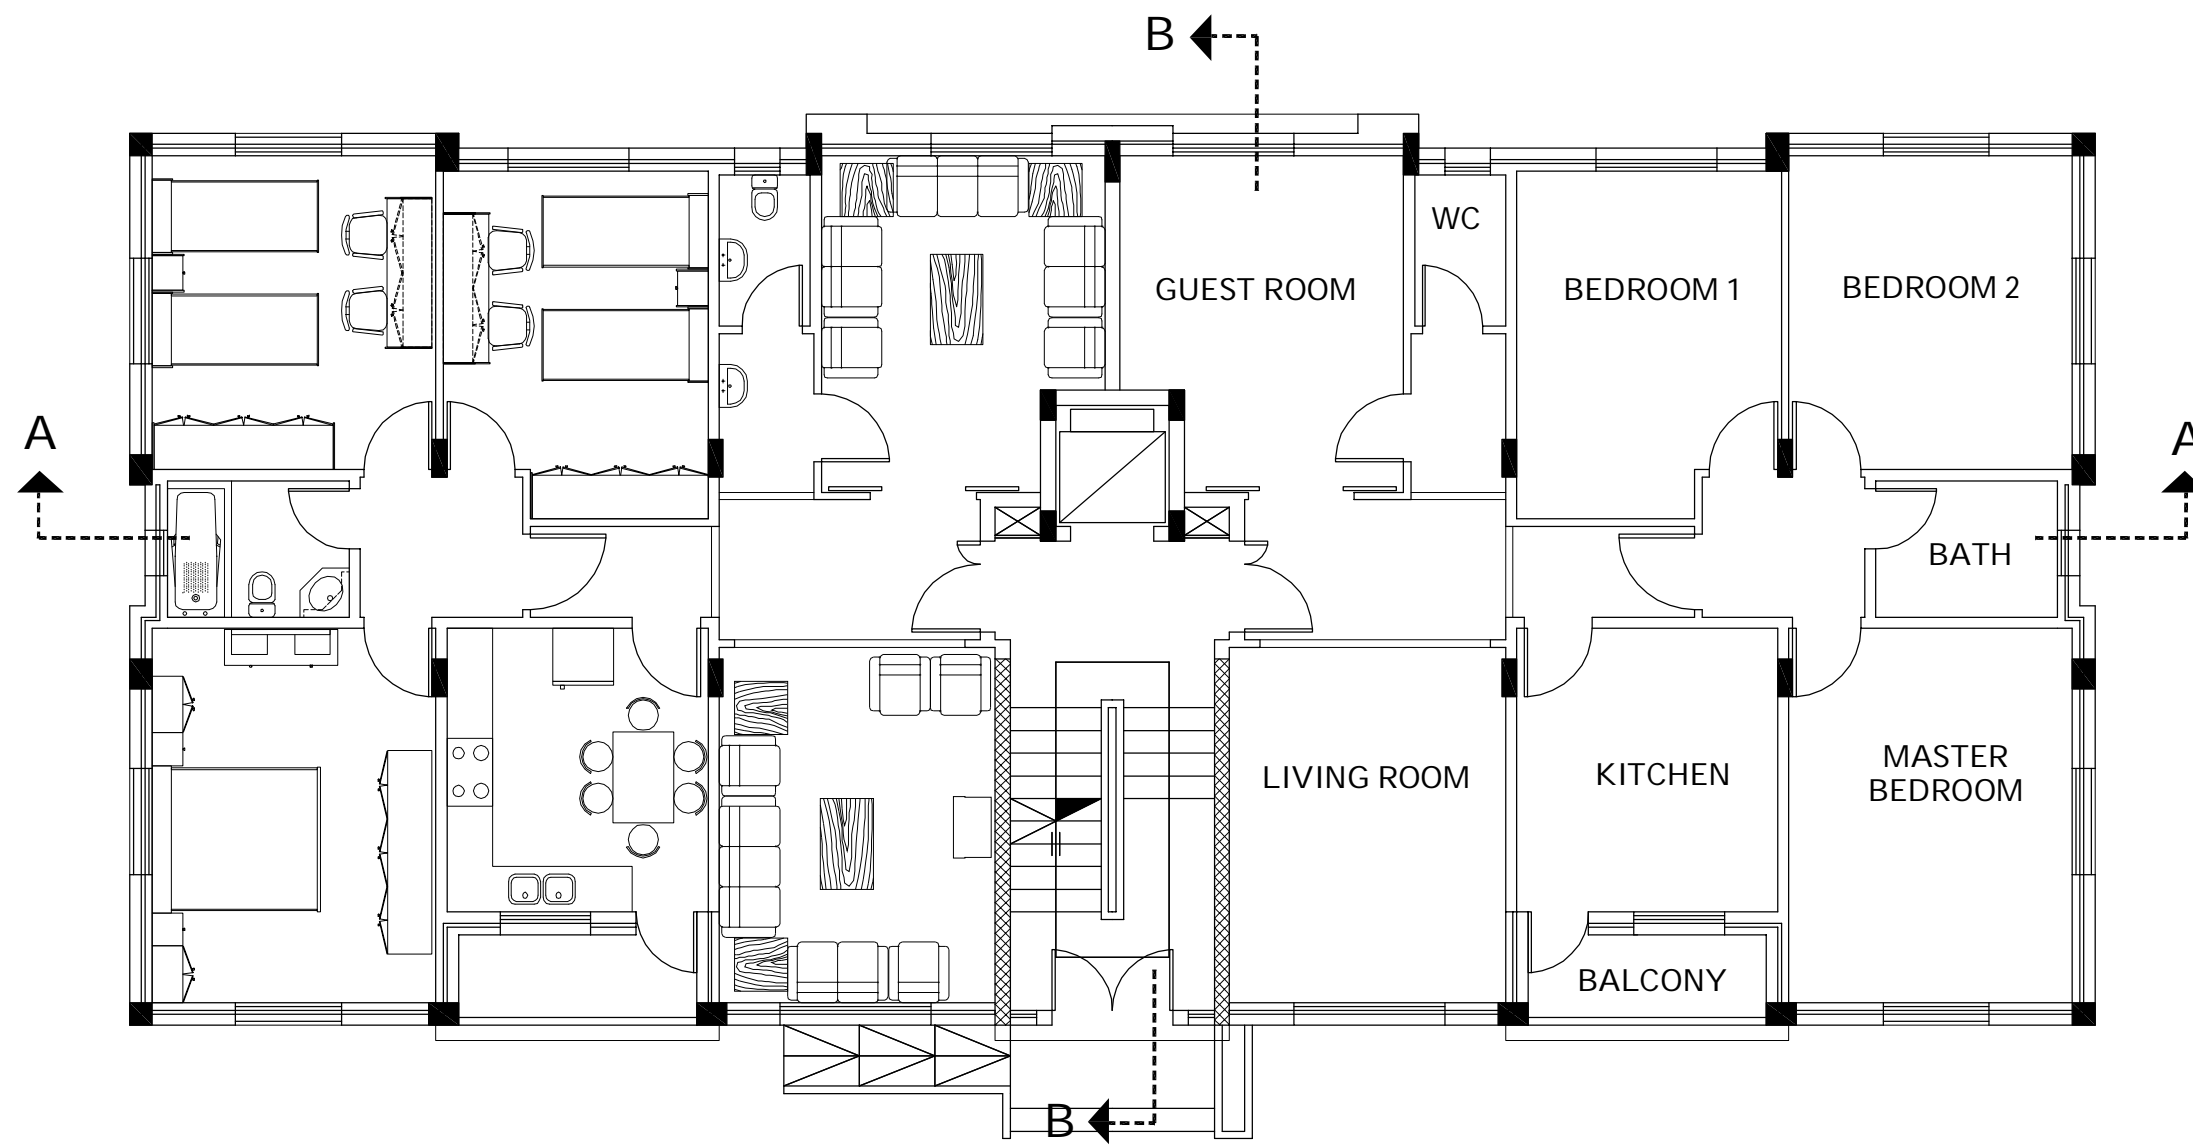 B
WC
GUEST ROOM
BEDROOM 1
BEDROOM 2
A
A
BATH
LIVING ROOM
KITCHEN
MASTER
BEDROOM
BALCONY
B